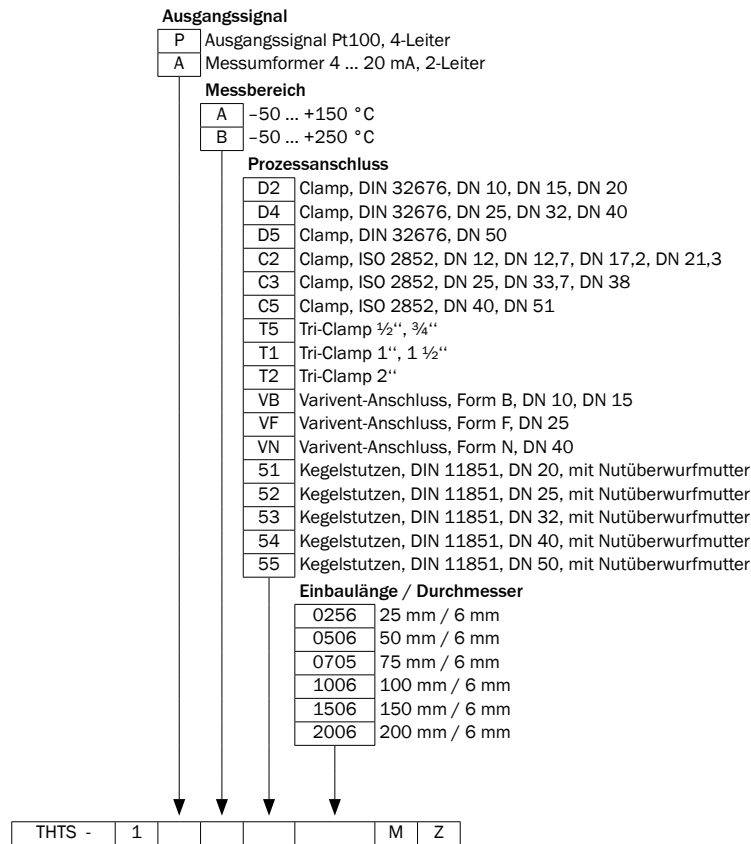 Ausgangssignal
P Ausgangssignal Pt100, 4-Leiter
A Messumformer 4 ... 20 mA, 2-Leiter
Messbereich
A –50 ... +150 °C
B –50 ... +250 °C
Prozessanschluss
D2 Clamp, DIN 32676, DN 10, DN 15, DN 20
D4 Clamp, DIN 32676, DN 25, DN 32, DN 40
D5 Clamp, DIN 32676, DN 50
C2 Clamp, ISO 2852, DN 12, DN 12,7, DN 17,2, DN 21,3
C3 Clamp, ISO 2852, DN 25, DN 33,7, DN 38
C5 Clamp, ISO 2852, DN 40, DN 51
T5 Tri-Clamp ½‘‘, ¾‘‘
T1 Tri-Clamp 1‘‘, 1 ½‘‘
T2 Tri-Clamp 2‘‘
VB Varivent-Anschluss, Form B, DN 10, DN 15
VF Varivent-Anschluss, Form F, DN 25
VN Varivent-Anschluss, Form N, DN 40
51 Kegelstutzen, DIN 11851, DN 20, mit Nutüberwurfmutter
52 Kegelstutzen, DIN 11851, DN 25, mit Nutüberwurfmutter
53 Kegelstutzen, DIN 11851, DN 32, mit Nutüberwurfmutter
54 Kegelstutzen, DIN 11851, DN 40, mit Nutüberwurfmutter
55 Kegelstutzen, DIN 11851, DN 50, mit Nutüberwurfmutter
Einbaulänge / Durchmesser
0256 25 mm / 6 mm
0506 50 mm / 6 mm
0705 75 mm / 6 mm
1006 100 mm / 6 mm
1506 150 mm / 6 mm
2006 200 mm / 6 mm
THTS - 1 M Z